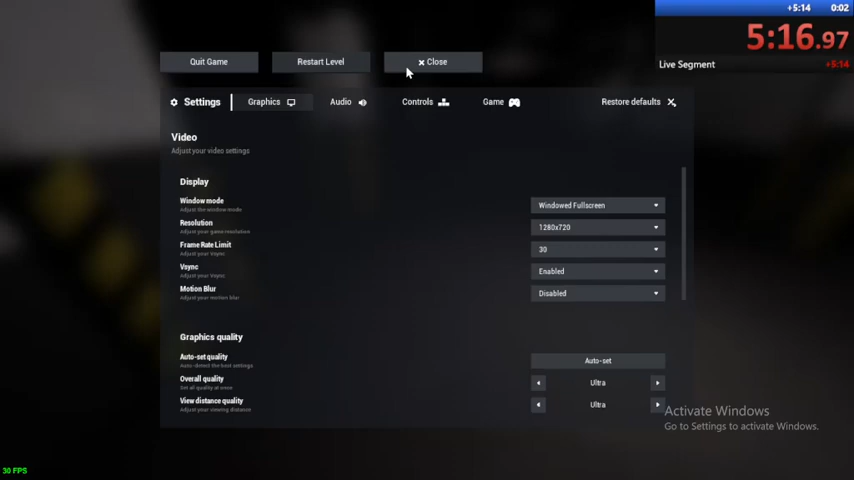 +5:14 0:02
5:16.97
Live Segment +5:14
Quit Game Restart Level × Close
Settings Graphics Audio Controls Game Restore defaults
Video
Adjust your video settings
Display
Window mode Windowed Fullscreen
Adjust the window mode
Resolution 1280x720
Adjust your game resolution
Frame Rate Limit 30
Adjust your Vsync
Vsync Enabled
Adjust your Vsync
Motion Blur Disabled
Adjust your motion blur
Graphics quality
Auto-set quality Auto-set
Auto-detect the best settings
Overall quality Ultra
Set all quality at once
View distance quality Ultra
Adjust your viewing distance
Activate Windows
Go to Settings to activate Windows.
30 FPS